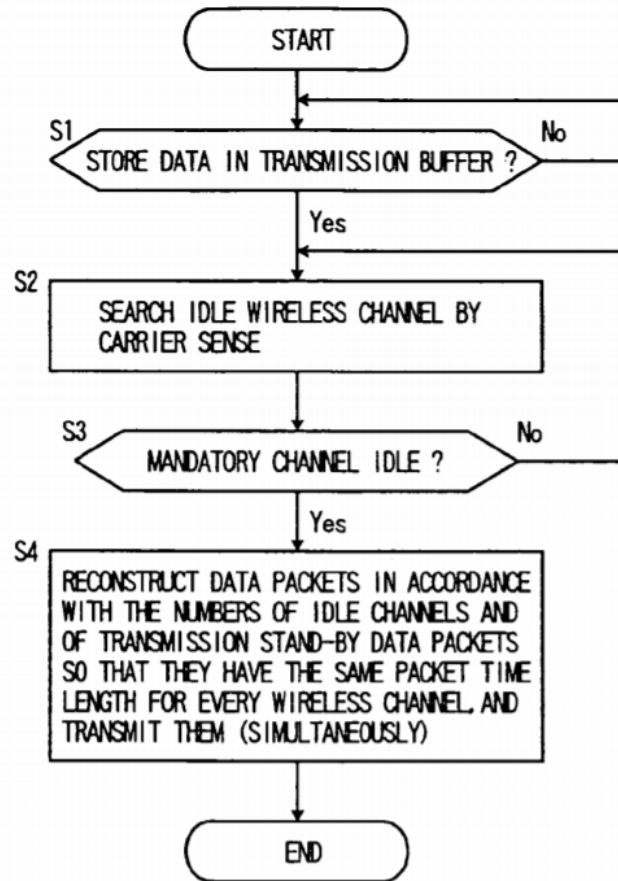 START
S1
STORE DATA IN TRANSMISSION BUFFER ?
No
Yes
S2
SEARCH IDLE WIRELESS CHANNEL BY
CARRIER SENSE
S3
MANDATORY CHANNEL IDLE ?
No
Yes
S4
RECONSTRUCT DATA PACKETS IN ACCORDANCE
WITH THE NUMBERS OF IDLE CHANNELS AND
OF TRANSMISSION STAND-BY DATA PACKETS
SO THAT THEY HAVE THE SAME PACKET TIME
LENGTH FOR EVERY WIRELESS CHANNEL, AND
TRANSMIT THEM (SIMULTANEOUSLY)
END